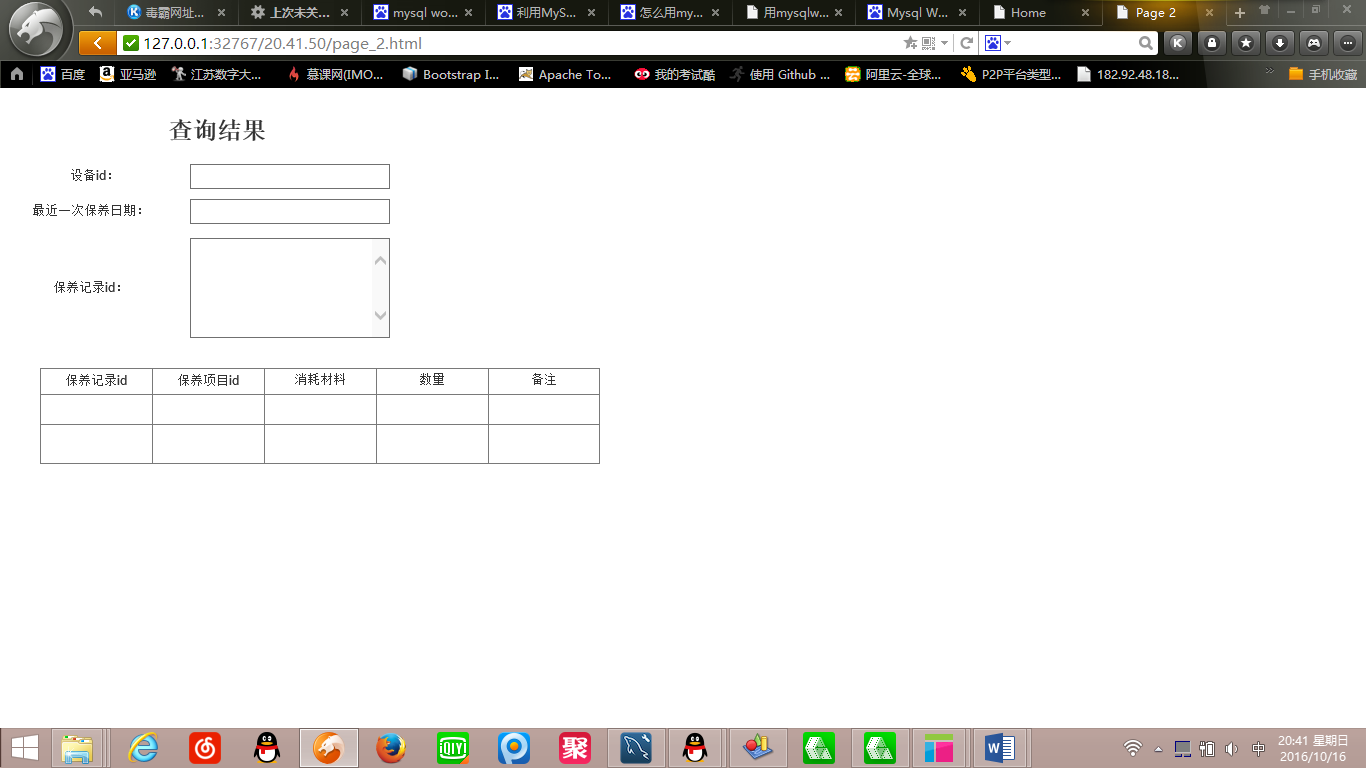 毒霸网址... 上次未关... mysql wo... 利用MyS... 怎么用my... 用mysqlw... Mysql W... Home Page 2
127.0.0.1:32767/20.41.50/page_2.html
百度 亚马逊 江苏数字大... 慕课网(IMO... Bootstrap I... Apache To... 我的考试酷 使用 Github ... 阿里云-全球... P2P平台类型... 182.92.48.18... 手机收藏
查询结果
设备id：
最近一次保养日期：
保养记录id：
保养记录id 保养项目id 消耗材料 数量 备注
中 20:41 星期日
2016/10/16